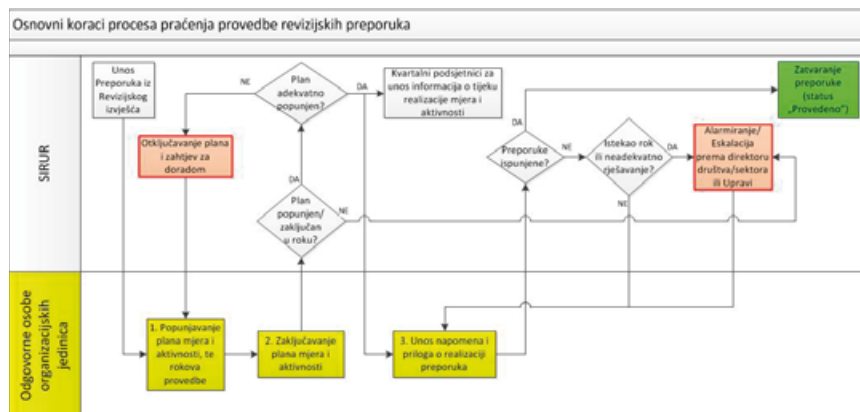 Osnovni koraci procesa praćenja provedbe revizijskih preporuka
SIRUR
Unos
Preporuka iz
Revizijskog
izvješća
NE
Plan
adekvatno
popunjen?
DA
Kvartalni podsjetnici za
unos informacija o tijeku
realizacije mjera i
aktivnosti
Zatvaranje
preporuke
(status
„Provedeno“)
Otključavanje plana
i zahtjev za
doradom
DA
Preporuke
ispunjene?
NE
Istekao rok
ili neadekvatno
rješavanje?
DA
Alarmiranje/
Eskalacija
prema direktoru
društva/sektora
ili Upravi
DA
Plan
popunjen/
zaključan
u roku?
NE
NE
Odgovorne osobe
organizacijskih
jedinica
1. Popunjavanje
plana mjera i
aktivnosti, te
rokova
provedbe
2. Zaključavanje
plana mjera i
aktivnosti
3. Unos napomena i
priloga o realizaciji
preporuka